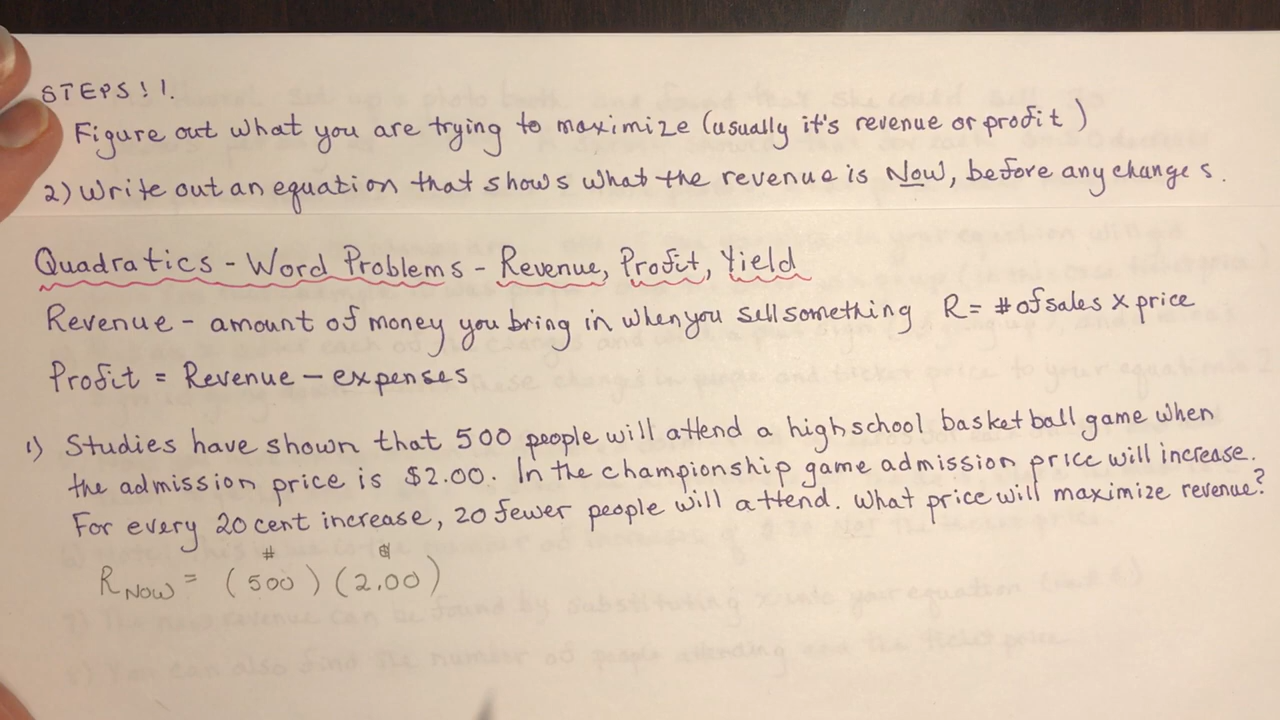 STEPS! 1.
Figure out what you are trying to maximize (usually it's revenue or profit)
2) Write out an equation that shows what the revenue is Now, before any changes.
Quadratics - Word Problems - Revenue, Profit, Yield
Revenue - amount of money you bring in when you sell something R = # of sales x price
Profit = Revenue - expenses
1) Studies have shown that 500 people will attend a high school basketball game when
the admission price is $2.00. In the championship game admission price will increase.
For every 20 cent increase, 20 fewer people will attend. What price will maximize revenue?
# $
R NOW = (500)(2.00)